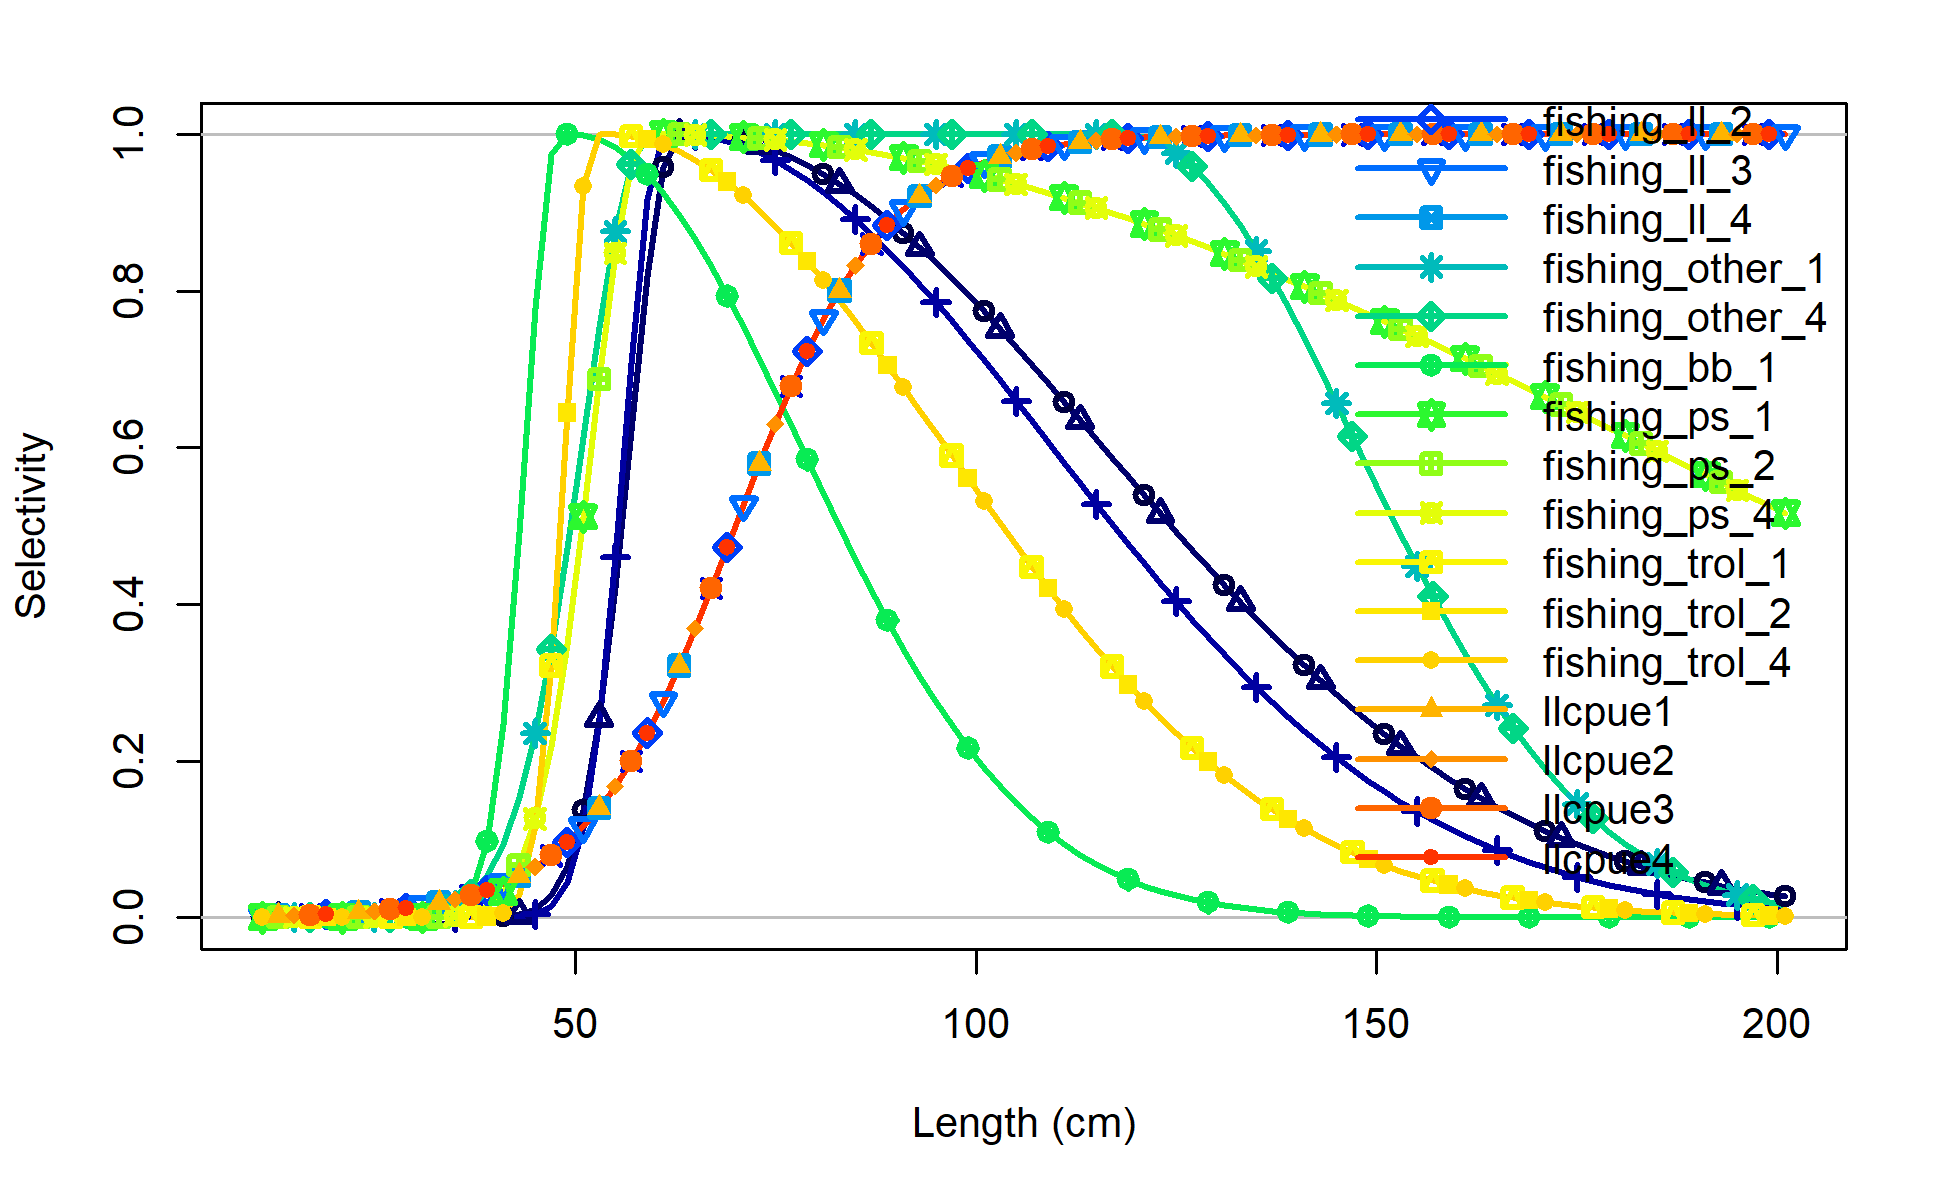 fishing_ll_2
fishing_ll_3
fishing_ll_4
fishing_other_1
fishing_other_4
fishing_bb_1
fishing_ps_1
fishing_ps_2
fishing_ps_4
fishing_trol_1
fishing_trol_2
fishing_trol_4
llcpue1
llcpue2
llcpue3
llcpue4
1.0
0.8
0.6
0.4
0.2
0.0
Selectivity
50 100 150 200
Length (cm)